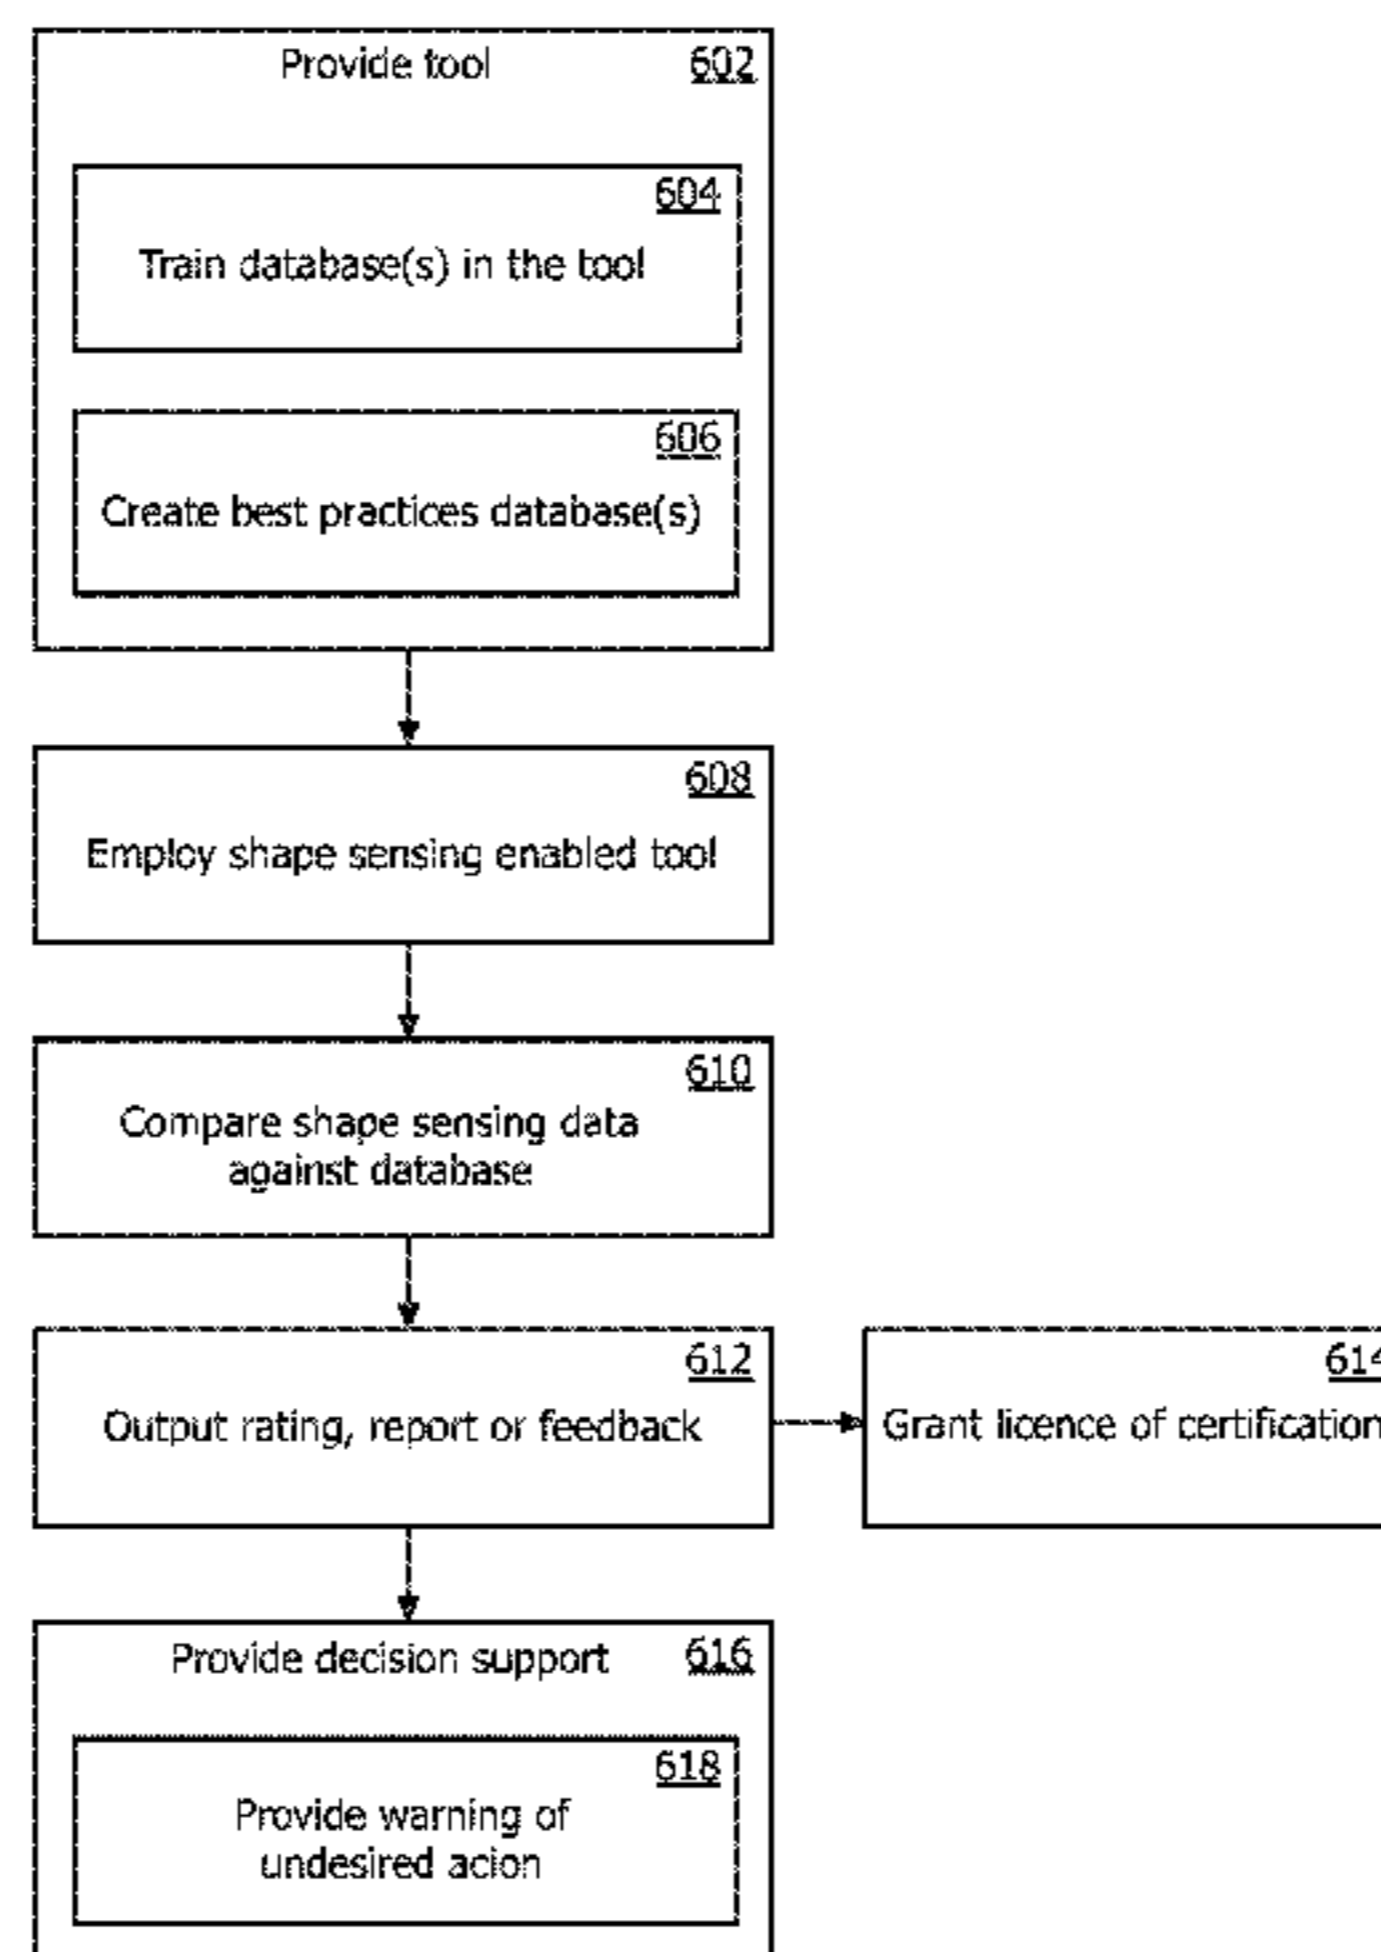 Provide tool 602
604
Train database(s) in the tool
606
Create best practices database(s)
608
Employ shape sensing enabled tool
610
Compare shape sensing data
against database
612
Output rating, report or feedback
614
Grant licence of certification
Provide decision support 616
618
Provide warning of
undesired acion